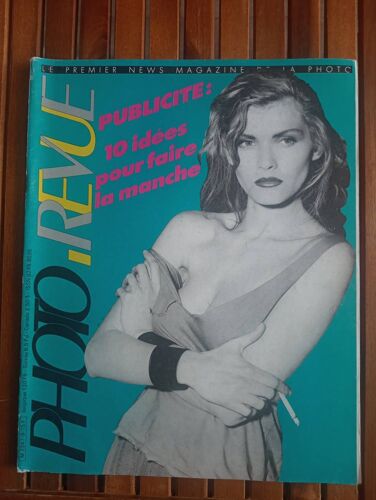 LE PREMIER NEWS MAGAZINE DE LA PHOTO
PHOTO.REVUE
PUBLICITE :
10 idées
pour faire
la manche